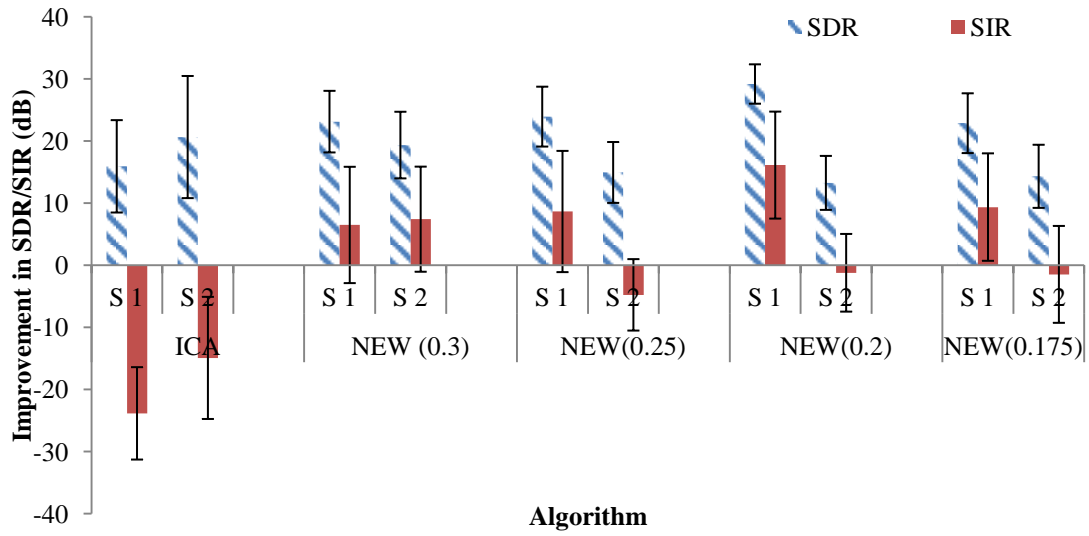 40
SDR SIR
30
20
10
0
-10
-20
-30
-40
Improvement in SDR/SIR (dB)
S 1 S 2 S 1 S 2 S 1 S 2 S 1 S 2 S 1 S 2
ICA NEW (0.3) NEW(0.25) NEW(0.2) NEW(0.175)
Algorithm